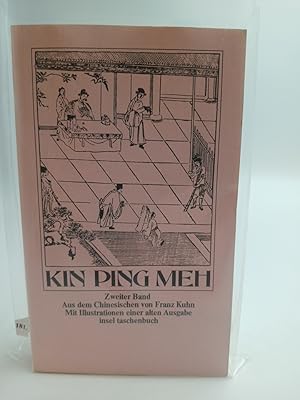 KIN PING MEH
Zweiter Band
Aus dem Chinesischen von Franz Kuhn
Mit Illustrationen einer alten Ausgabe
insel taschenbuch